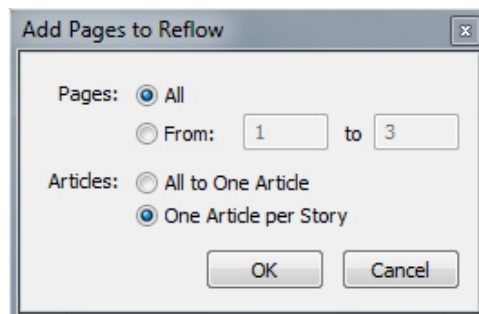 Add Pages to Reflow
Pages: All
From: 1 to 3
Articles: All to One Article
One Article per Story
OK Cancel